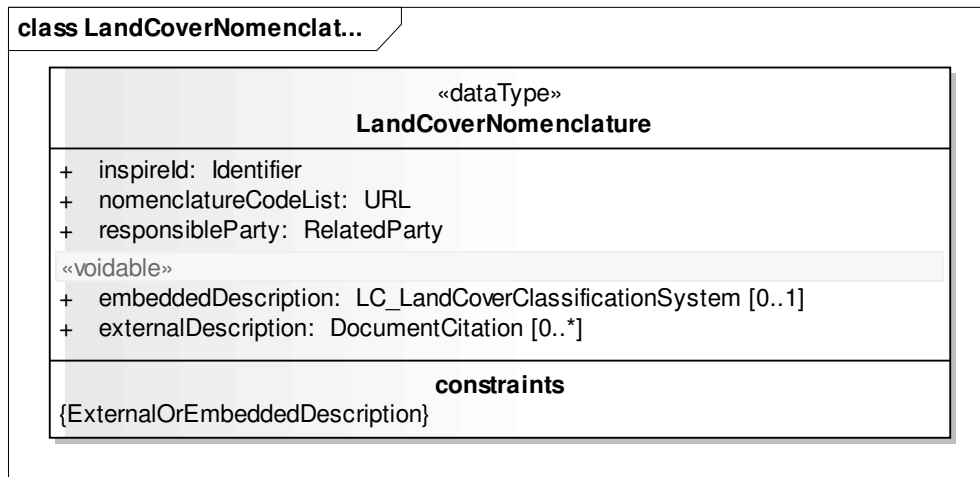 class LandCoverNomenclat...
«dataType»
LandCoverNomenclature
+ inspireId: Identifier
+ nomenclatureCodeList: URL
+ responsibleParty: RelatedParty
«voidable»
+ embeddedDescription: LC_LandCoverClassificationSystem [0..1]
+ externalDescription: DocumentCitation [0..*]
constraints
{ExternalOrEmbeddedDescription}